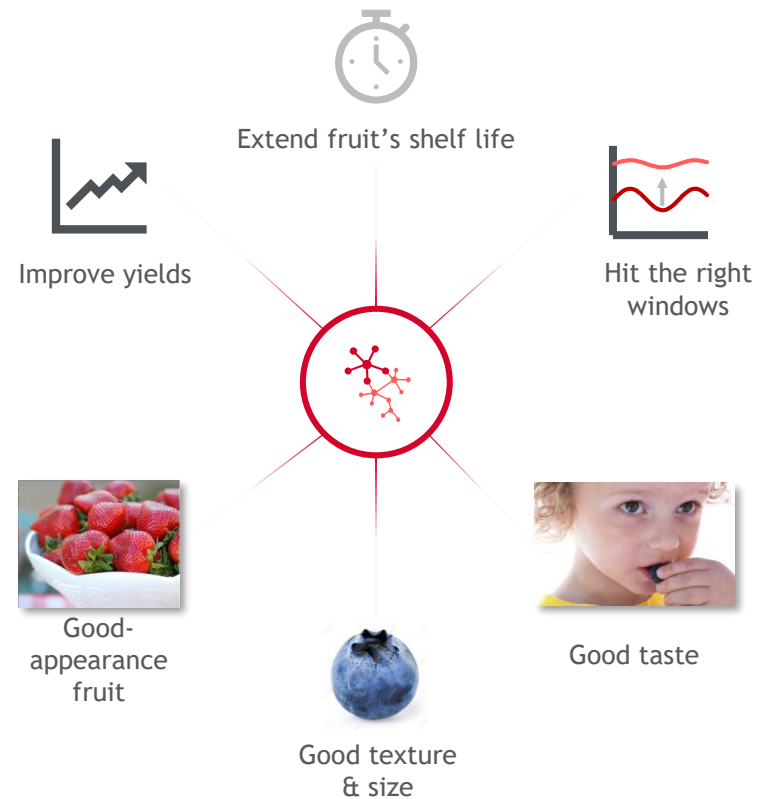 Extend fruit’s shelf life
Improve yields
Hit the right
windows
Good-
appearance
fruit
Good taste
Good texture
& size